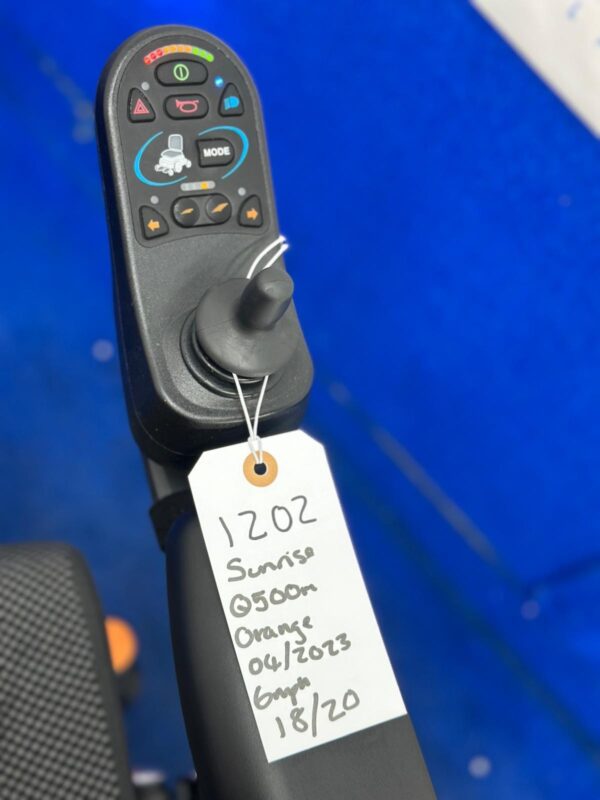 MODE
1202
Sunrise
Q500m
Orange
04/2023
6mph
18/20